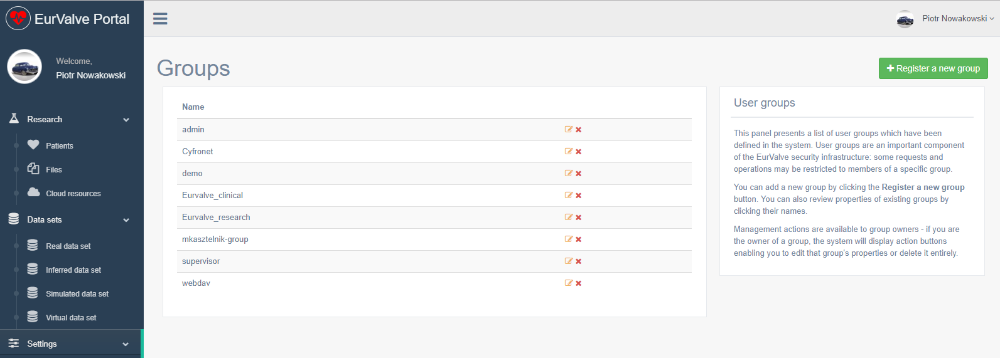 EurValve Portal
Piotr Nowakowski
Welcome,
Piotr Nowakowski
Research
Patients
Files
Cloud resources
Data sets
Real data set
Inferred data set
Simulated data set
Virtual data set
Settings
Groups
Register a new group
Name
admin
Cyfronet
demo
Eurvalve_clinical
Eurvalve_research
mkasztelnik-group
supervisor
webdav
User groups
This panel presents a list of user groups which have been
defined in the system. User groups are an important component
of the EurValve security infrastructure: some requests and
operations may be restricted to members of a specific group.
You can add a new group by clicking the Register a new group
button. You can also review properties of existing groups by
clicking their names.
Management actions are available to group owners - if you are
the owner of a group, the system will display action buttons
enabling you to edit that group's properties or delete it entirely.